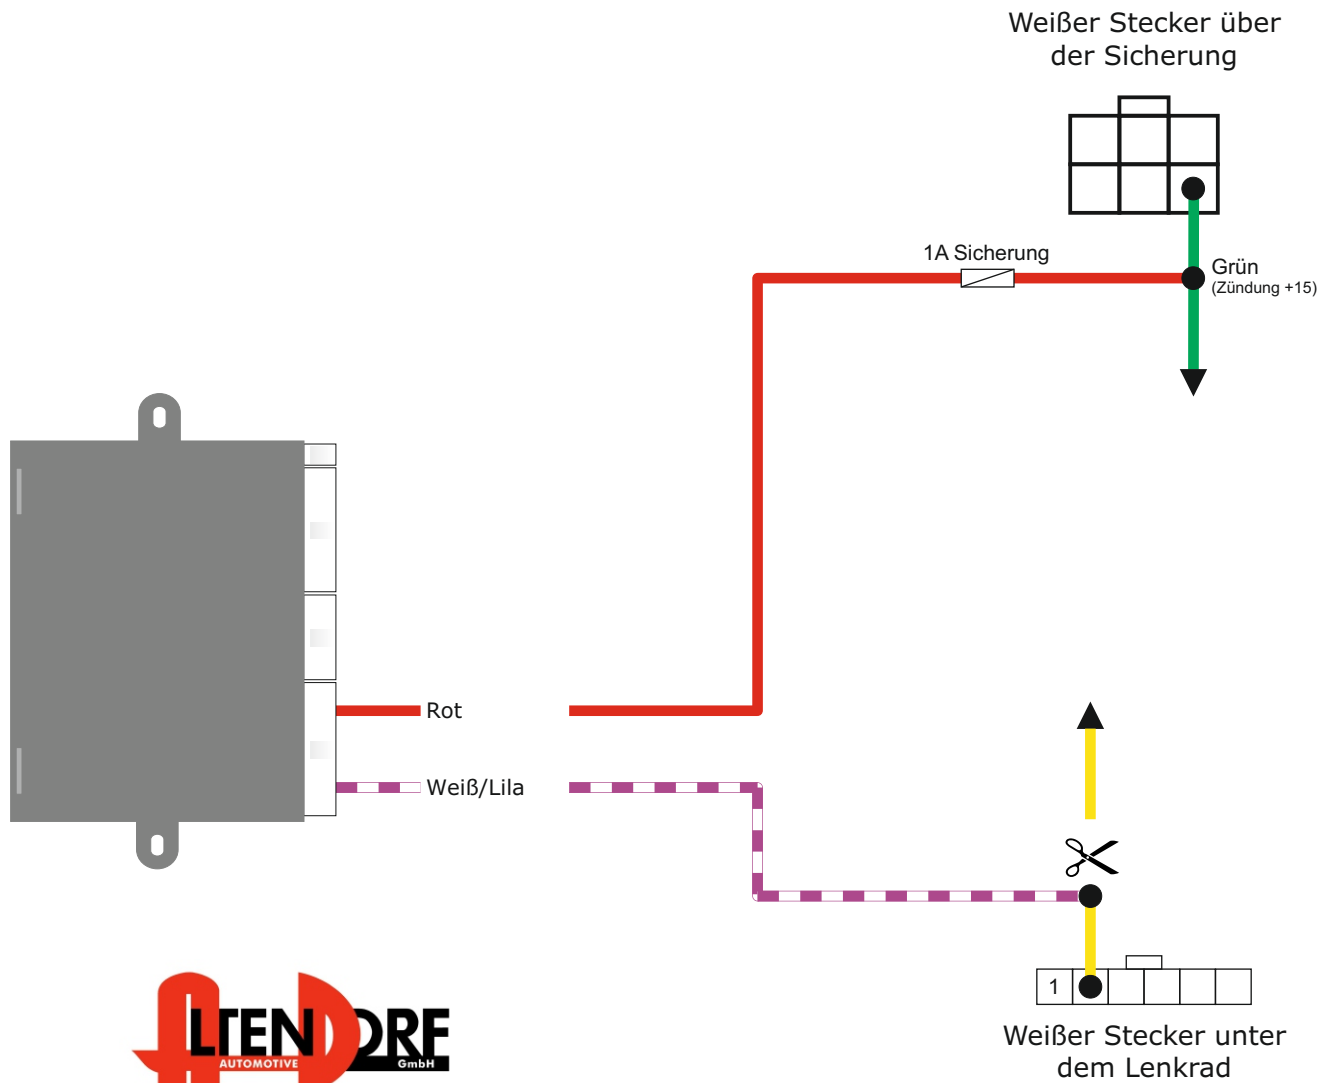 Weißer Stecker über
der Sicherung
1A Sicherung
Grün
(Zündung +15)
Rot
Weiß/Lila
1
Weißer Stecker unter
dem Lenkrad
ALTENDORF
AUTOMOTIVE GmbH